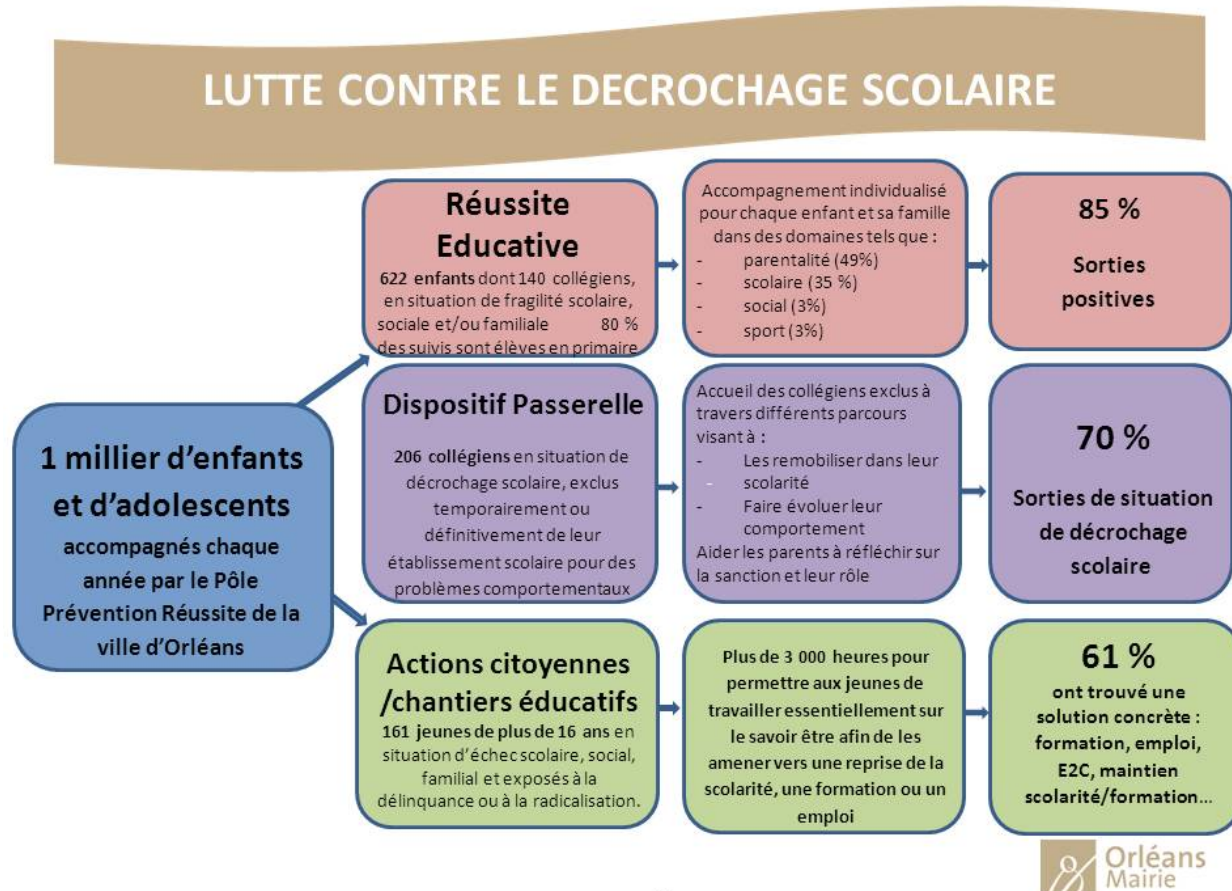 LUTTE CONTRE LE DECROCHAGE SCOLAIRE
1 millier d’enfants
et d’adolescents
accompagnés chaque
année par le Pôle
Prévention Réussite de la
ville d’Orléans
Réussite
Educative
622 enfants dont 140 collégiens,
en situation de fragilité scolaire,
sociale et/ou familiale 80 %
des suivis sont élèves en primaire
Accompagnement individualisé
pour chaque enfant et sa famille
dans des domaines tels que :
- parentalité (49%)
- scolaire (35 %)
- social (3%)
- sport (3%)
85 %
Sorties
positives
Dispositif Passerelle
206 collégiens en situation de
décrochage scolaire, exclus
temporairement ou
définitivement de leur
établissement scolaire pour des
problèmes comportementaux
Accueil des collégiens exclus à
travers différents parcours
visant à :
- Les remobiliser dans leur
- scolarité
- Faire évoluer leur
comportement
Aider les parents à réfléchir sur
la sanction et leur rôle
70 %
Sorties de situation
de décrochage
scolaire
Actions citoyennes
/chantiers éducatifs
161 jeunes de plus de 16 ans en
situation d’échec scolaire, social,
familial et exposés à la
délinquance ou à la radicalisation.
Plus de 3 000 heures pour
permettre aux jeunes de
travailler essentiellement sur
le savoir être afin de les
amener vers une reprise de la
scolarité, une formation ou un
emploi
61 %
ont trouvé une
solution concrète :
formation, emploi,
E2C, maintien
scolarité/formation…
Orléans
Mairie